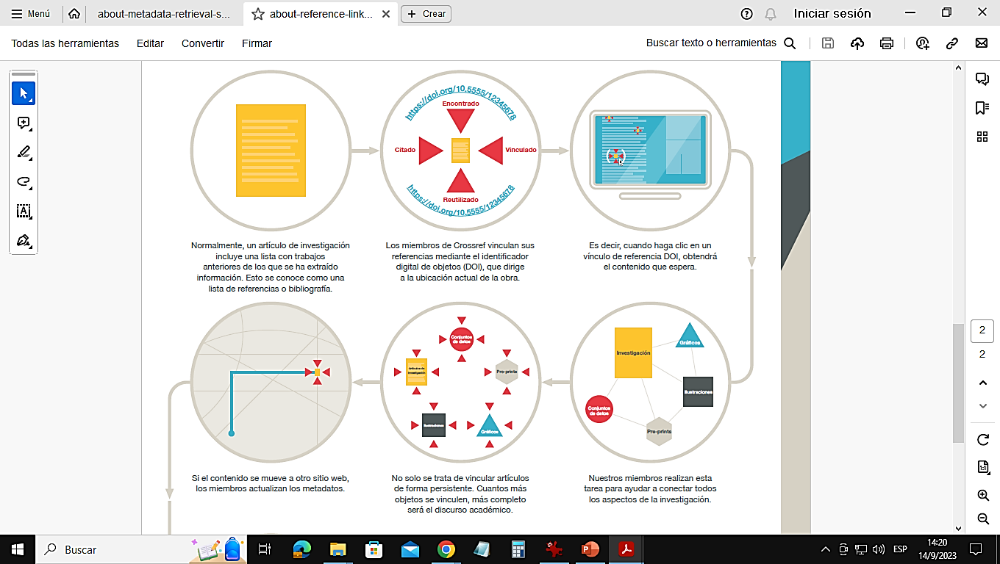 Menú
about-metadata-retrieval-s...
about-reference-link...
Crear
Iniciar sesión
Todas las herramientas
Editar
Convertir
Firmar
Buscar texto o herramientas
https://doi.org/10.5555/12345678
Encontrado
Citado
Vinculado
Reutilizado
https://doi.org/10.5555/12345678
Normalmente, un artículo de investigación
incluye una lista con trabajos
anteriores de los que se ha extraído
información. Esto se conoce como una
lista de referencias o bibliografía.
Los miembros de Crossref vinculan sus
referencias mediante el identificador
digital de objetos (DOI), que dirige
a la ubicación actual de la obra.
Es decir, cuando haga clic en un
vínculo de referencia DOI, obtendrá
el contenido que espera.
Conjuntos
de datos
Artículos de
investigación
Pre-prints
Ilustraciones
Gráficos
Investigación
Gráficos
Ilustraciones
Conjuntos
de datos
Pre-prints
Si el contenido se mueve a otro sitio web,
los miembros actualizan los metadatos.
No solo se trata de vincular artículos
de forma persistente. Cuantos más
objetos se vinculen, más completo
será el discurso académico.
Nuestros miembros realizan esta
tarea para ayudar a conectar todos
los aspectos de la investigación.
2
2
1:1
Buscar
ESP
14:20
14/9/2023